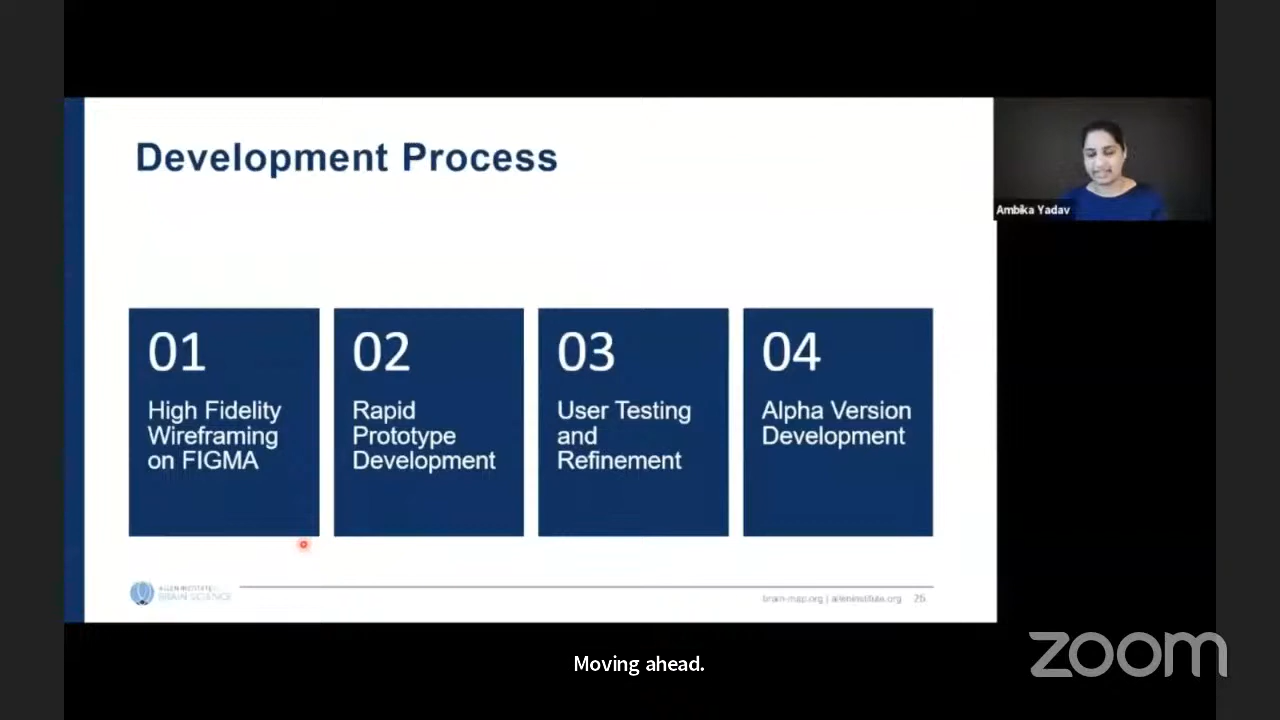 Development Process
Ambika Yadav
01
High Fidelity
Wireframing
on FIGMA
02
Rapid
Prototype
Development
03
User Testing
and
Refinement
04
Alpha Version
Development
ALLEN INSTITUTE
BRAIN SCIENCE
brain-map.org | alleninstitute.org
Moving ahead.
zoom